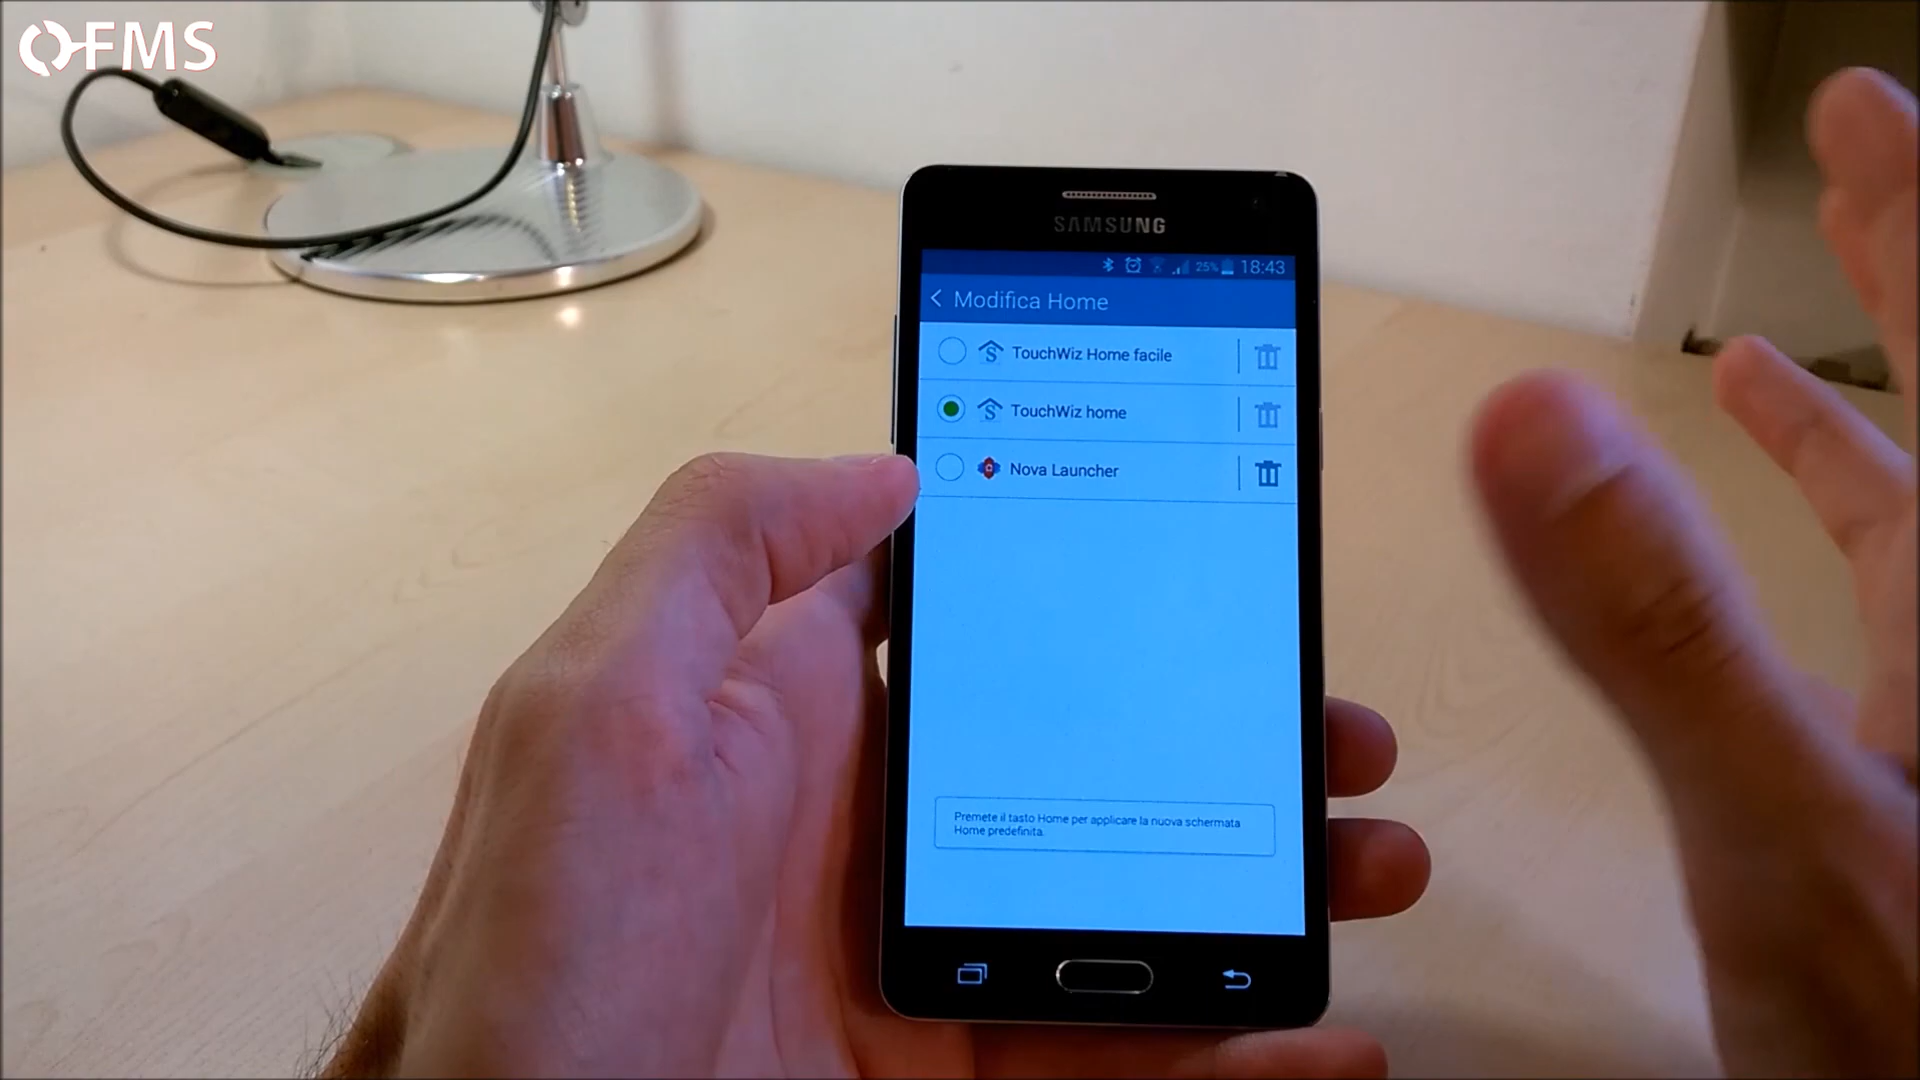 FMS
SAMSUNG
25% 18:43
Modifica Home
TouchWiz Home facile
TouchWiz home
Nova Launcher
Premete il tasto Home per applicare la nuova schermata
Home predefinita.